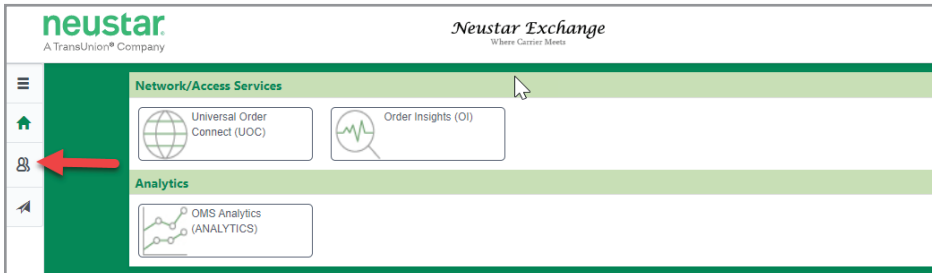 neustar.
A TransUnion® Company
Neustar Exchange
Where Carrier Meets
Network/Access Services
Universal Order
Connect (UOC)
Order Insights (OI)
Analytics
OMS Analytics
(ANALYTICS)